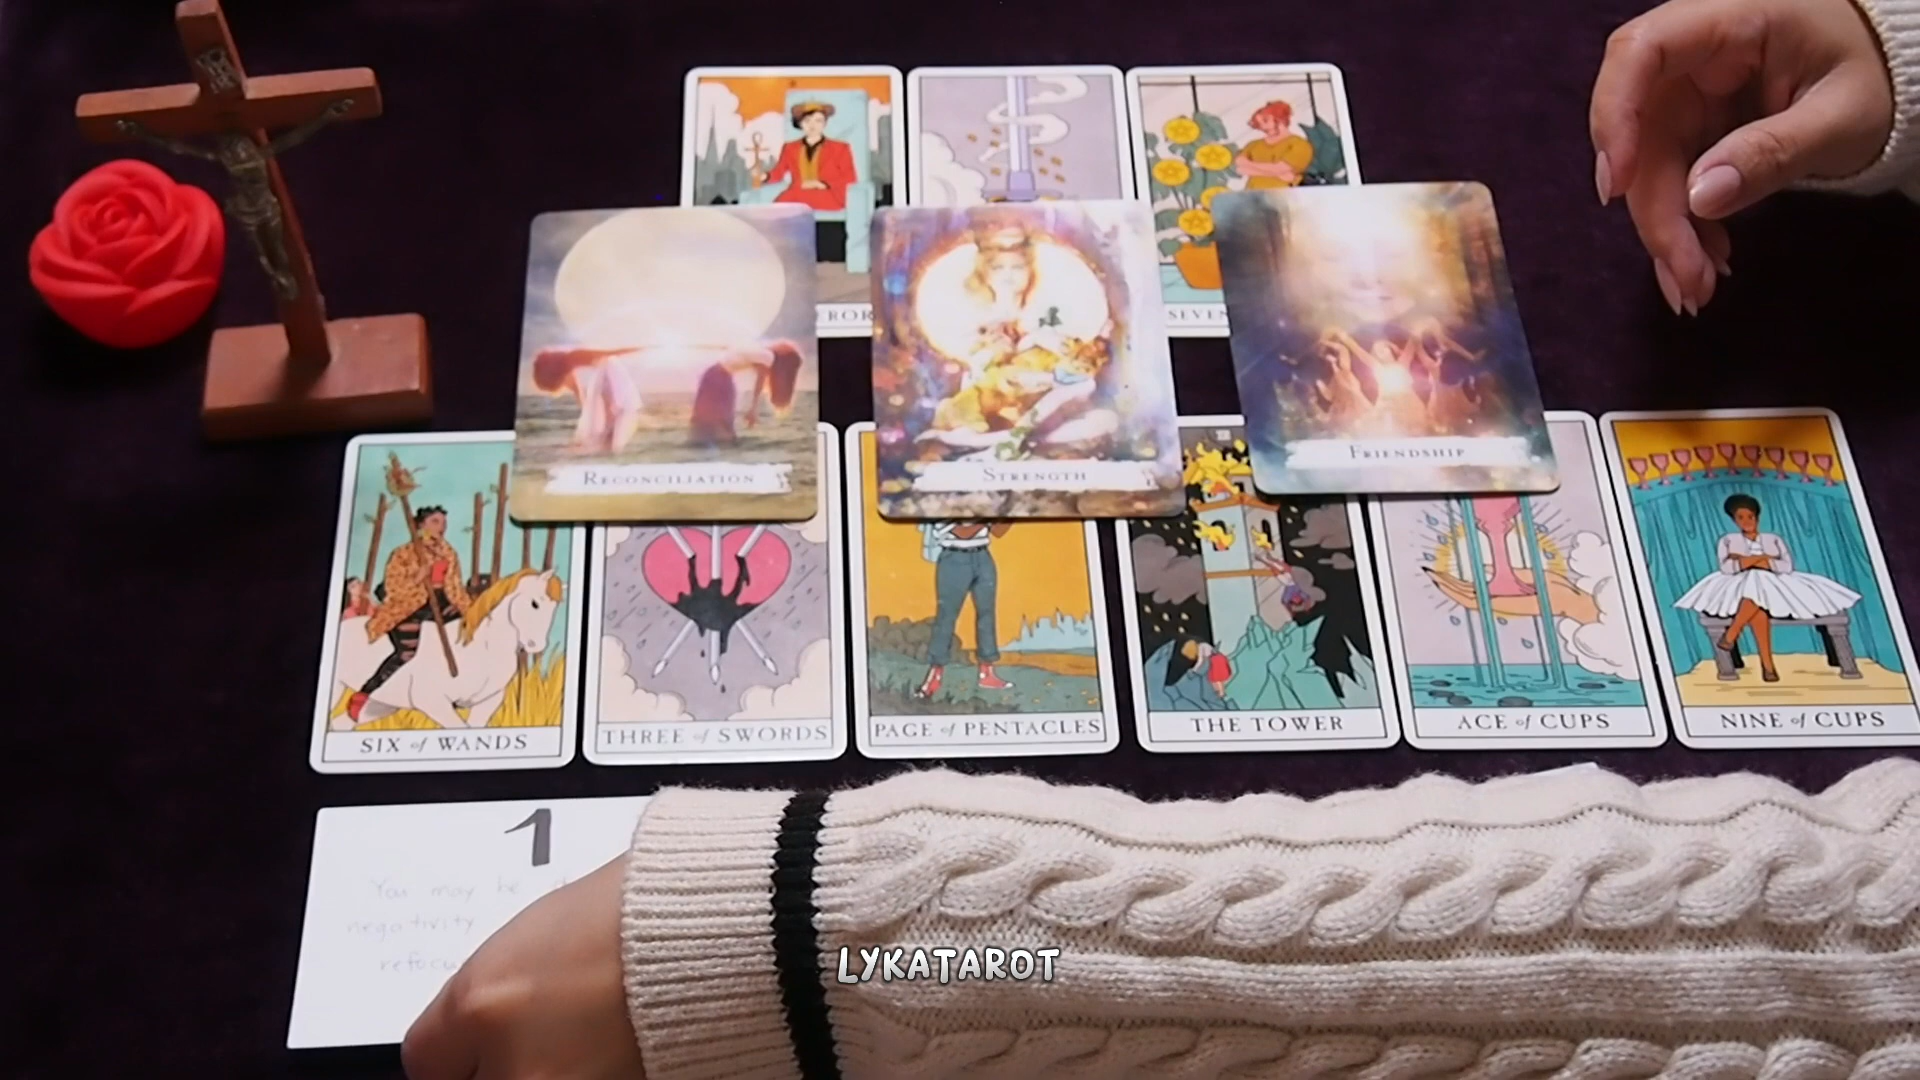 EROR
SEVEN
RECONCILIATION
STRENGTH
FRIENDSHIP
SIX of WANDS
THREE of SWORDS
PAGE of PENTACLES
THE TOWER
ACE of CUPS
NINE of CUPS
1
You may be
negativity
refocu
LYKATAROT